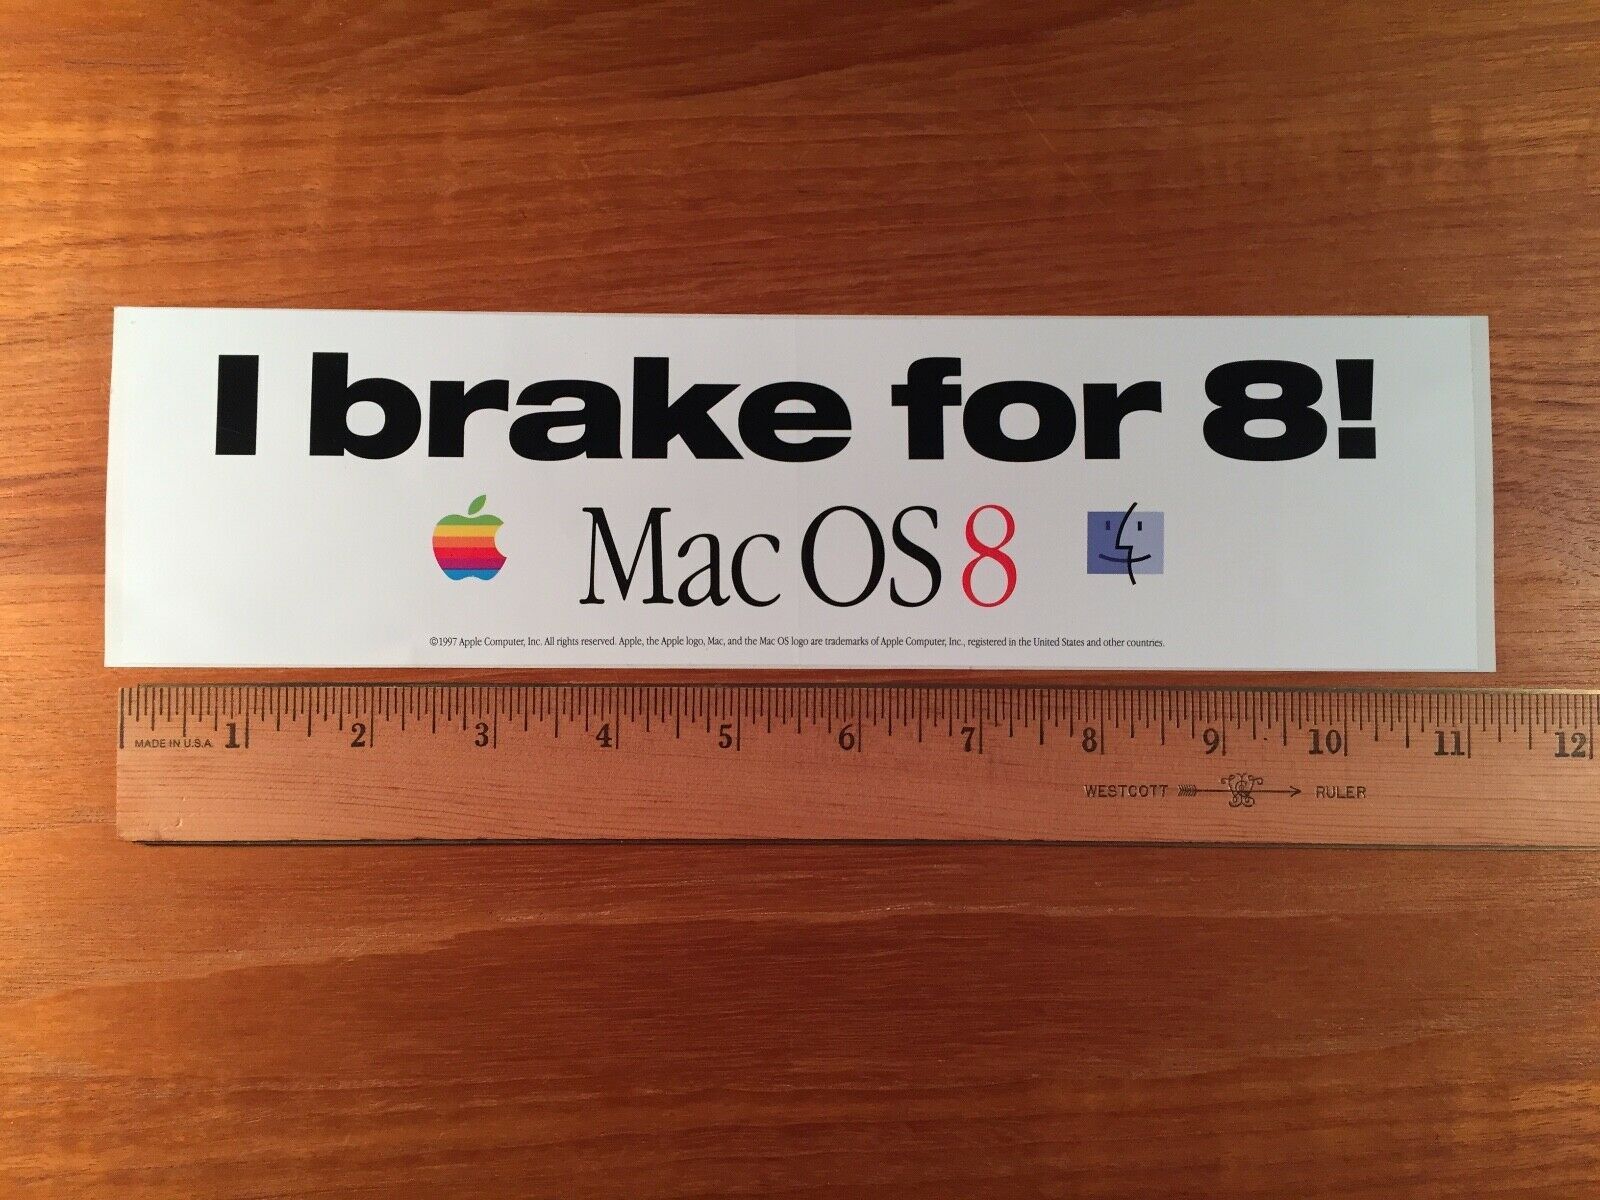 I brake for 8!
Mac OS 8
©1997 Apple Computer, Inc. All rights reserved. Apple, the Apple logo, Mac, and the Mac OS logo are trademarks of Apple Computer, Inc., registered in the United States and other countries.
MADE IN U.S.A. 1 2 3 4 5 6 7 8 9 10 11 12
WESTCOTT RULER